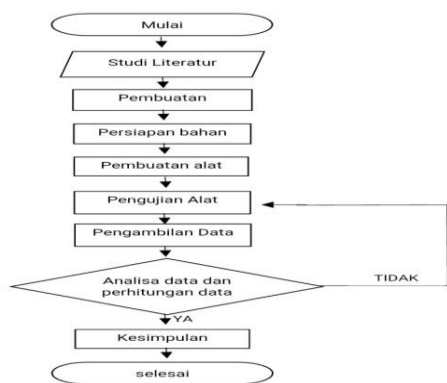 Mulai
Studi Literatur
Pembuatan
Persiapan bahan
Pembuatan alat
Pengujian Alat
Pengambilan Data
Analisa data dan
perhitungan data
TIDAK
YA
Kesimpulan
selesai